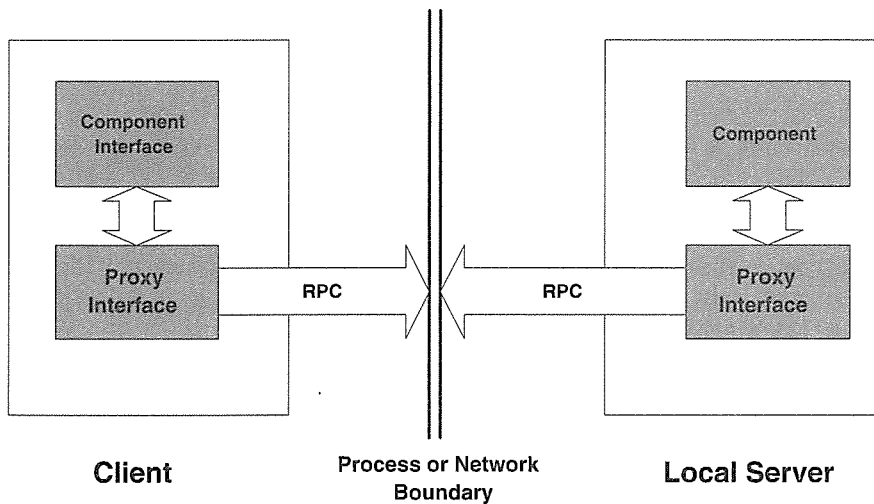 Component
Interface
Component
Proxy
Interface
RPC
RPC
Proxy
Interface
Client
Process or Network
Boundary
Local Server